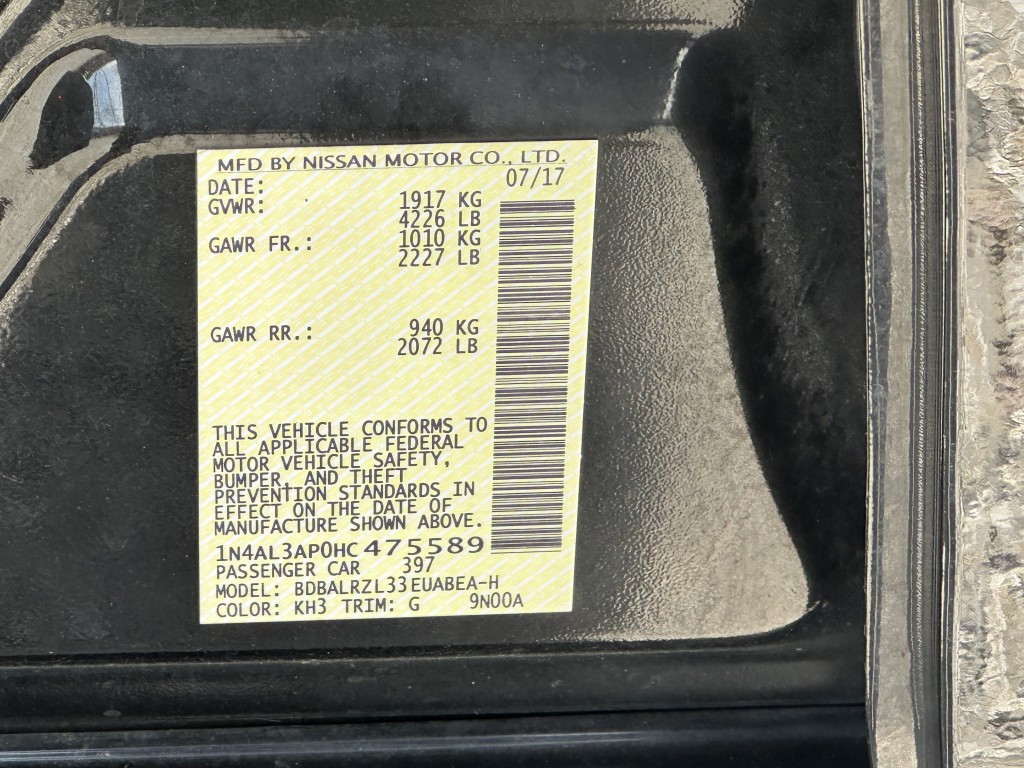 MFD BY NISSAN MOTOR CO., LTD.
DATE: 07/17
GVWR: 1917 KG
4226 LB
GAWR FR.: 1010 KG
2227 LB
GAWR RR.: 940 KG
2072 LB
THIS VEHICLE CONFORMS TO
ALL APPLICABLE FEDERAL
MOTOR VEHICLE SAFETY,
BUMPER, AND THEFT
PREVENTION STANDARDS IN
EFFECT ON THE DATE OF
MANUFACTURE SHOWN ABOVE.
1N4AL3AP0HC475589
PASSENGER CAR 397
MODEL: BDBALRZL33EUABEA-H
COLOR: KH3 TRIM: G 9N00A